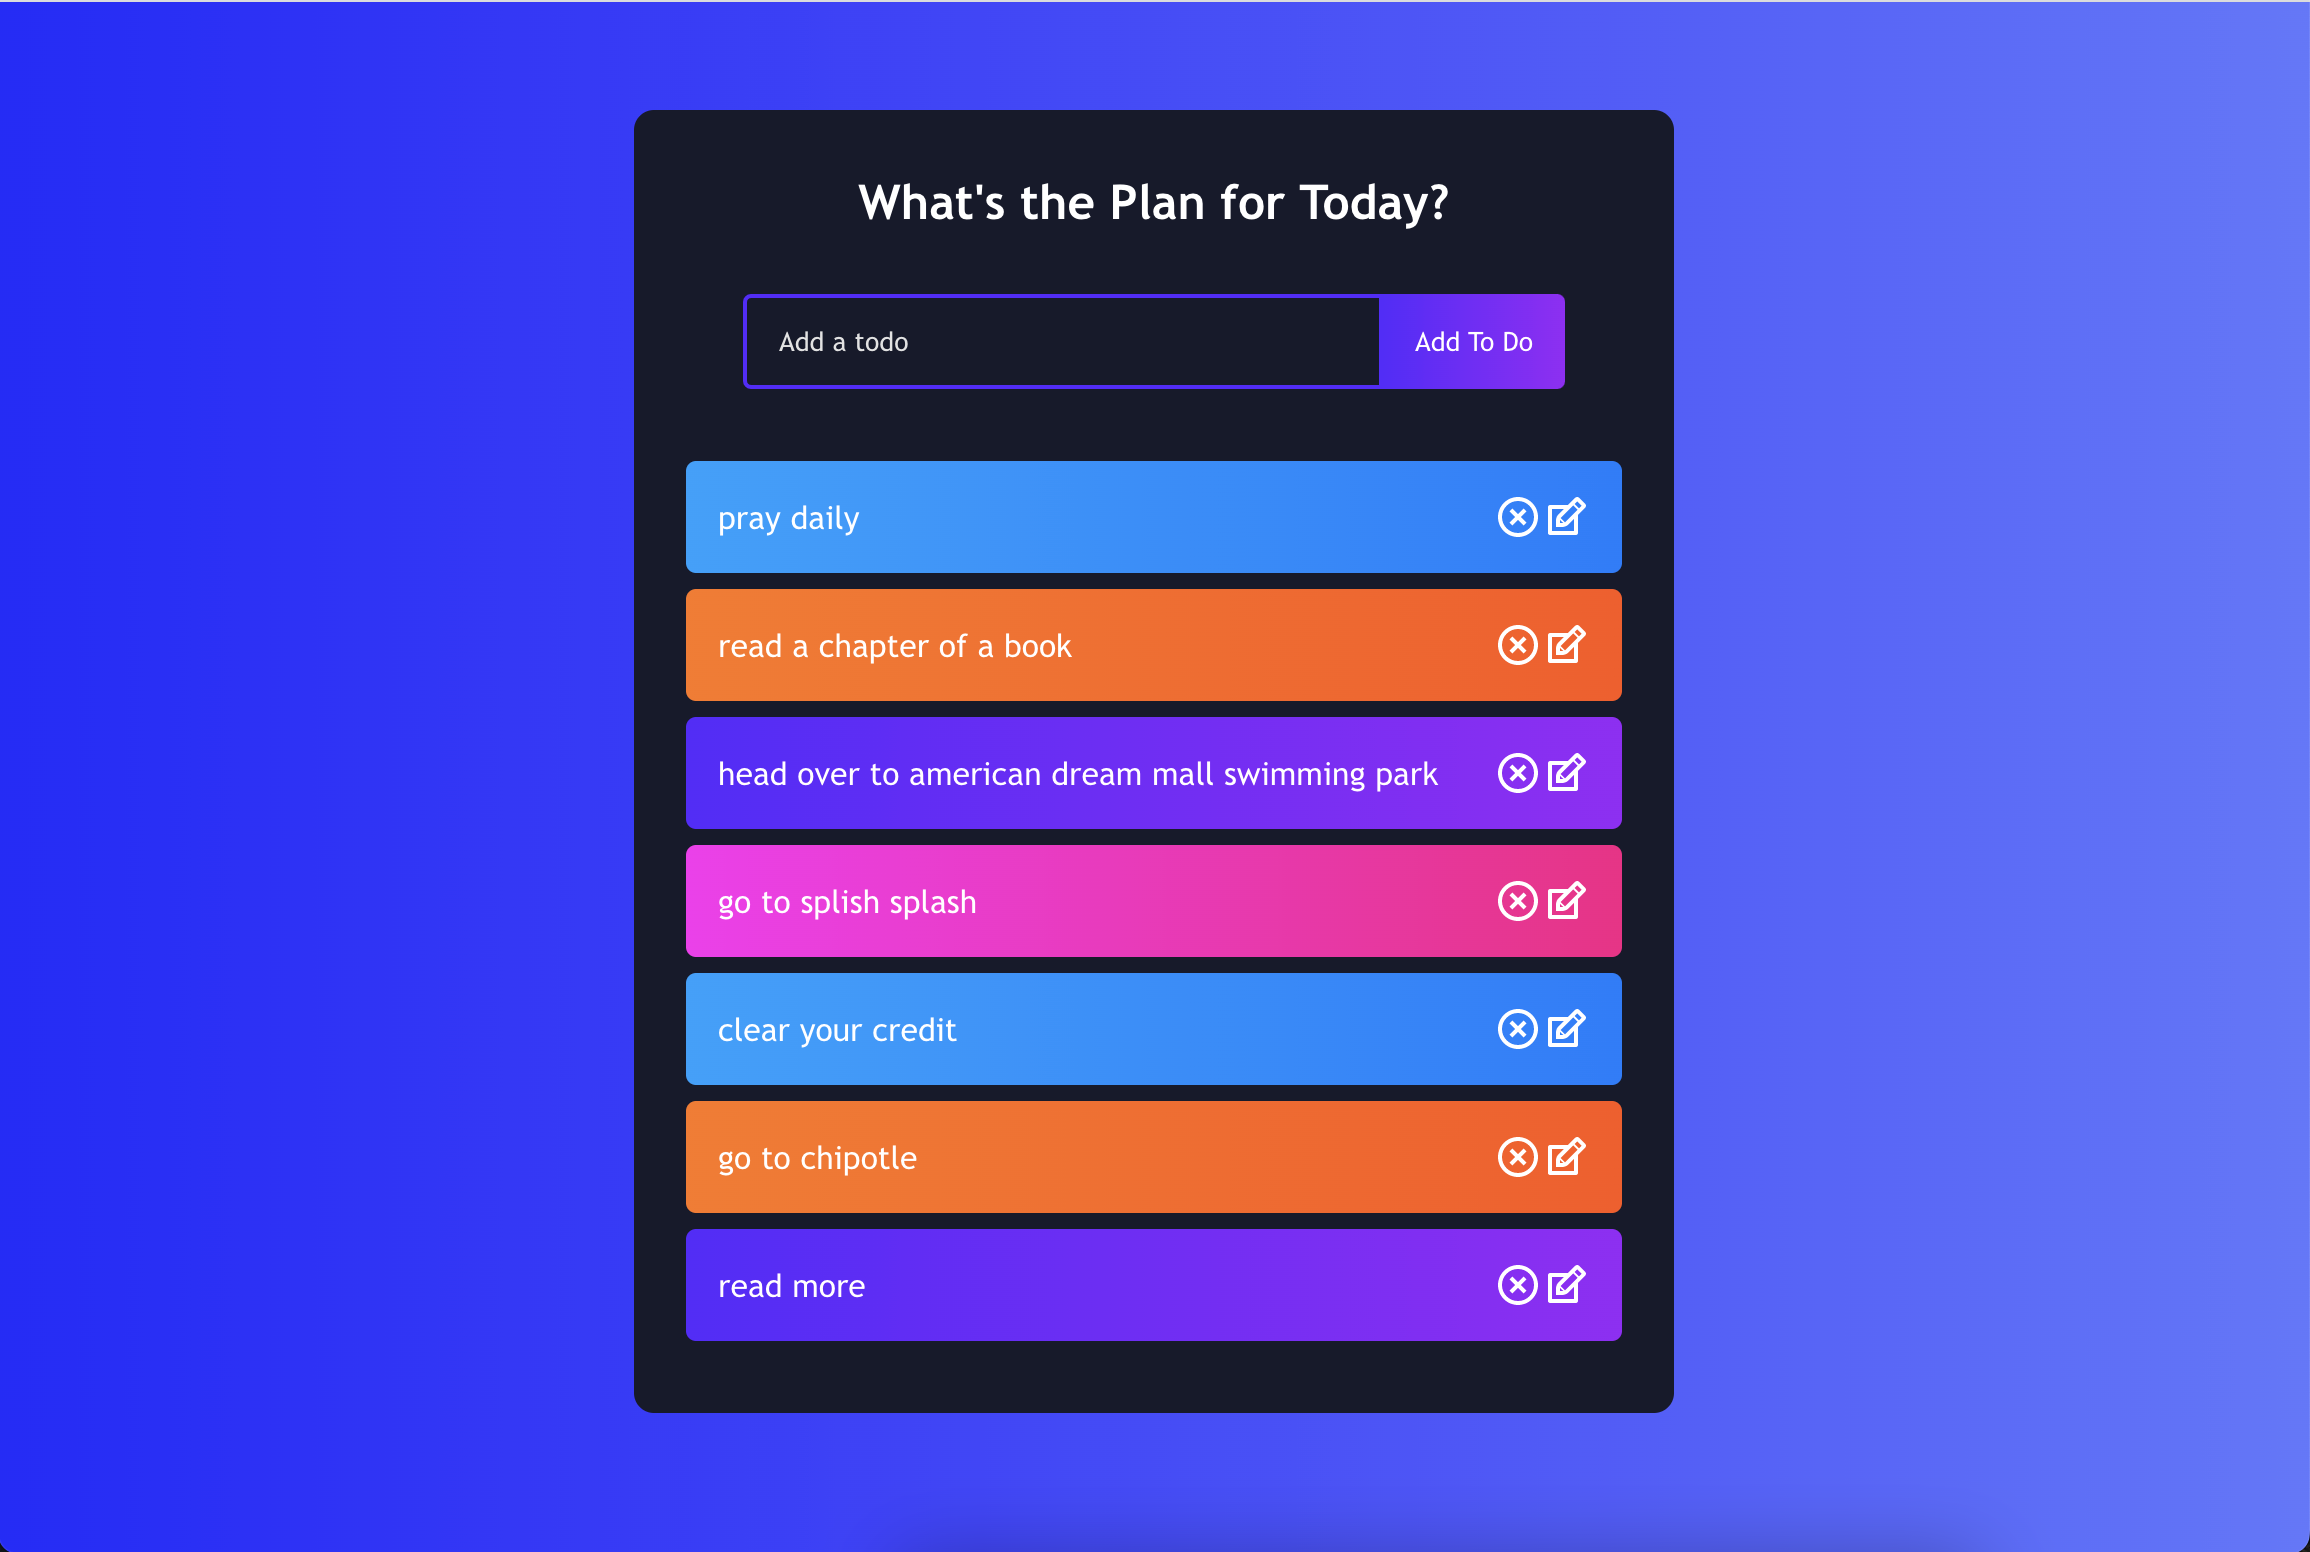 What's the Plan for Today?
Add a todo
Add To Do
pray daily
read a chapter of a book
head over to american dream mall swimming park
go to splish splash
clear your credit
go to chipotle
read more